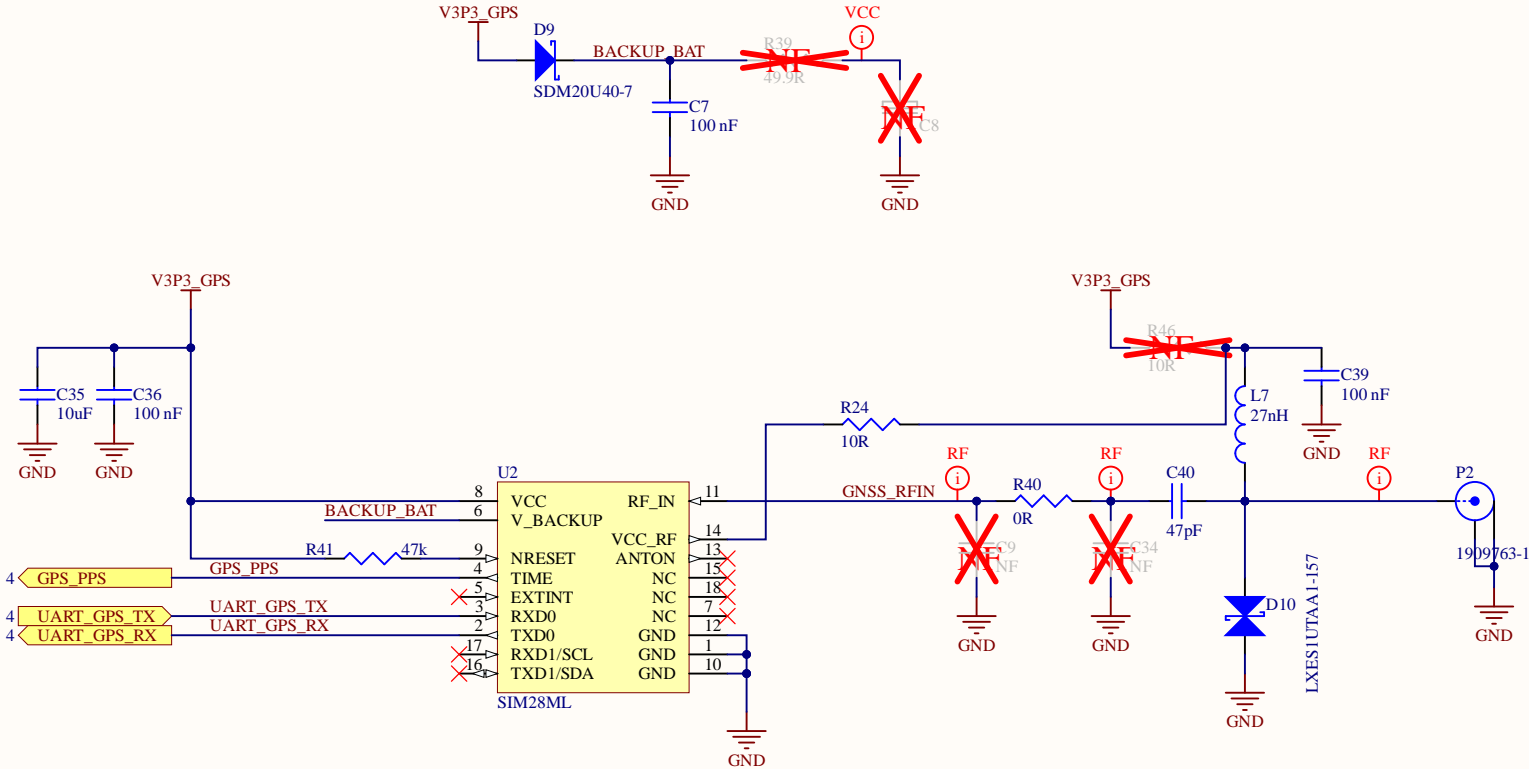 V3P3_GPS
D9
SDM20U40-7
BACKUP_BAT
C7
100 nF
GND
R39
NF
49.9R
VCC
i
NF
C8
GND
V3P3_GPS
C35
10uF
GND
C36
100 nF
GND
V3P3_GPS
R46
NF
10R
L7
27nH
C39
100 nF
GND
R24
10R
U2
8
VCC
BACKUP_BAT
6
V_BACKUP
R41
47k
9
NRESET
4
GPS_PPS
GPS_PPS
4
TIME
5
EXTINT
4
UART_GPS_TX
UART_GPS_TX
3
RXD0
4
UART_GPS_RX
UART_GPS_RX
2
TXD0
17
RXD1/SCL
16
TXD1/SDA
SIM28ML
RF_IN
11
VCC_RF
14
ANTON
13
NC
15
NC
18
NC
7
GND
12
GND
1
GND
10
GND
GNSS_RFIN
RF
i
R40
0R
RF
i
C40
47pF
RF
i
P2
1909763-1
GND
NF
C9
NF
GND
NF
C34
NF
GND
D10
LXES1UTAA1-157
GND